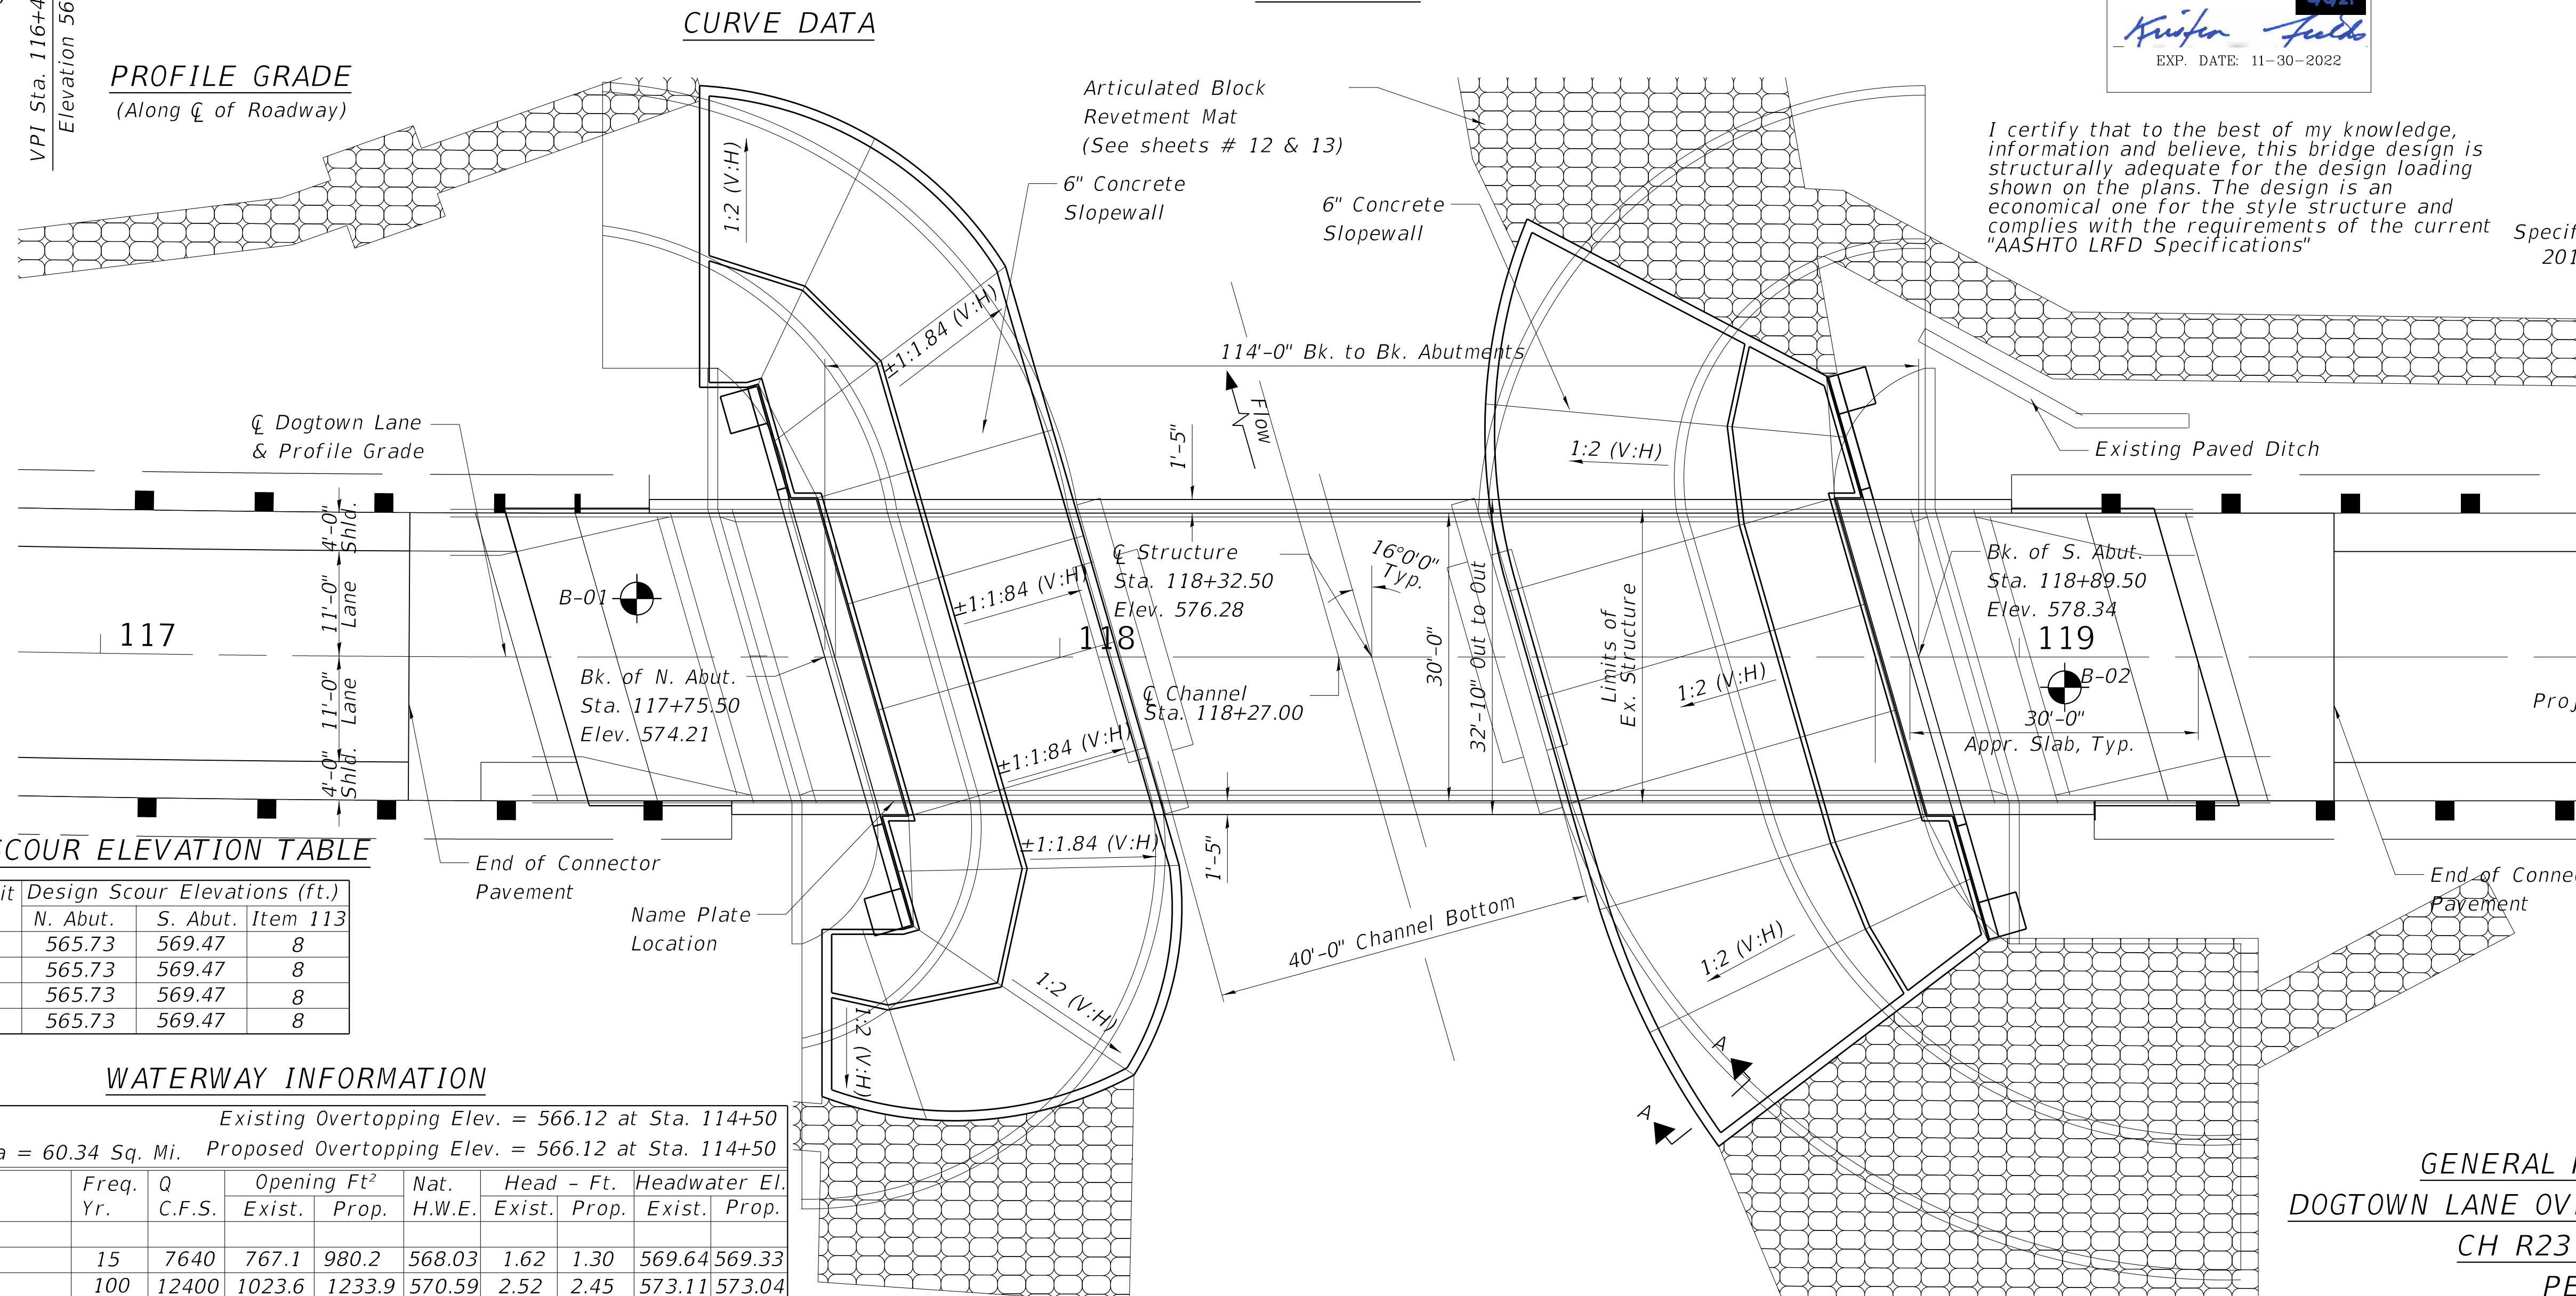 VPI Sta. 116+4
Elevation 56
PROFILE GRADE
(Along ℄ of Roadway)
CURVE DATA
Articulated Block
Revetment Mat
(See sheets # 12 & 13)
6" Concrete
Slopewall
6" Concrete
Slopewall
Kristen Fields
EXP. DATE: 11-30-2022
I certify that to the best of my knowledge,
information and believe, this bridge design is
structurally adequate for the design loading
shown on the plans. The design is an
economical one for the style structure and
complies with the requirements of the current
"AASHTO LRFD Specifications"
Specif
201
1:2 (V:H)
±1:1.84 (V:H)
114'-0" Bk. to Bk. Abutments
Flow
1'-5"
1:2 (V:H)
℄ Dogtown Lane
& Profile Grade
Existing Paved Ditch
4'-0"
Shld.
11'-0"
Lane
11'-0"
Lane
4'-0"
Shld.
117
B-01
Bk. of N. Abut.
Sta. 117+75.50
Elev. 574.21
±1:1:84 (V:H)
℄ Structure
Sta. 118+32.50
Elev. 576.28
118
16°0'0"
Typ.
℄ Channel
Sta. 118+27.00
±1:1:84 (V:H)
30'-0"
32'-10" Out to Out
Limits of
Ex. Structure
1:2 (V:H)
Bk. of S. Abut.
Sta. 118+89.50
Elev. 578.34
119
B-02
30'-0"
Appr. Slab, Typ.
Proj
SCOUR ELEVATION TABLE
it Design Scour Elevations (ft.)
N. Abut. S. Abut. Item 113
565.73 569.47 8
565.73 569.47 8
565.73 569.47 8
565.73 569.47 8
End of Connector
Pavement
Name Plate
Location
±1:1.84 (V:H)
1'-5"
40'-0" Channel Bottom
1:2 (V:H)
1:2 (V:H)
1:2 (V:H)
A
A
End of Conne
Pavement
WATERWAY INFORMATION
Existing Overtopping Elev. = 566.12 at Sta. 114+50
a = 60.34 Sq. Mi. Proposed Overtopping Elev. = 566.12 at Sta. 114+50
Freq. Q Opening Ft² Nat. Head - Ft. Headwater El.
Yr. C.F.S. Exist. Prop. H.W.E. Exist. Prop. Exist. Prop.
15 7640 767.1 980.2 568.03 1.62 1.30 569.64 569.33
100 12400 1023.6 1233.9 570.59 2.52 2.45 573.11 573.04
GENERAL
DOGTOWN LANE OV
CH R23
PE